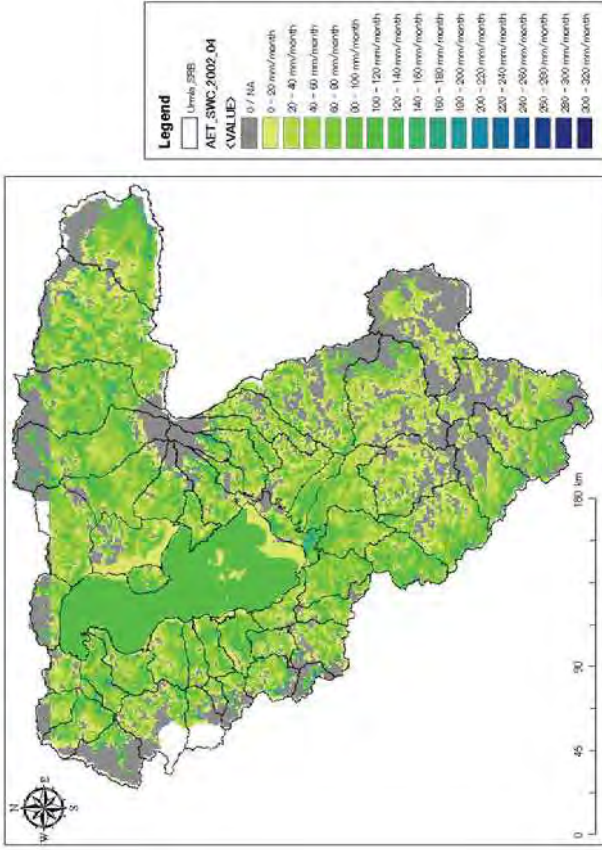 N
W
E
S
Legend
Urmia_SRB
AET_SWC_2002_04
<VALUE>
0 / NA
0 - 20 mm/month
20 - 40 mm/month
40 - 60 mm/month
60 - 80 mm/month
80 - 100 mm/month
100 - 120 mm/month
120 - 140 mm/month
140 - 160 mm/month
160 - 180 mm/month
180 - 200 mm/month
200 - 220 mm/month
220 - 240 mm/month
240 - 260 mm/month
260 - 280 mm/month
280 - 300 mm/month
300 - 320 mm/month
0 45 90 180 km